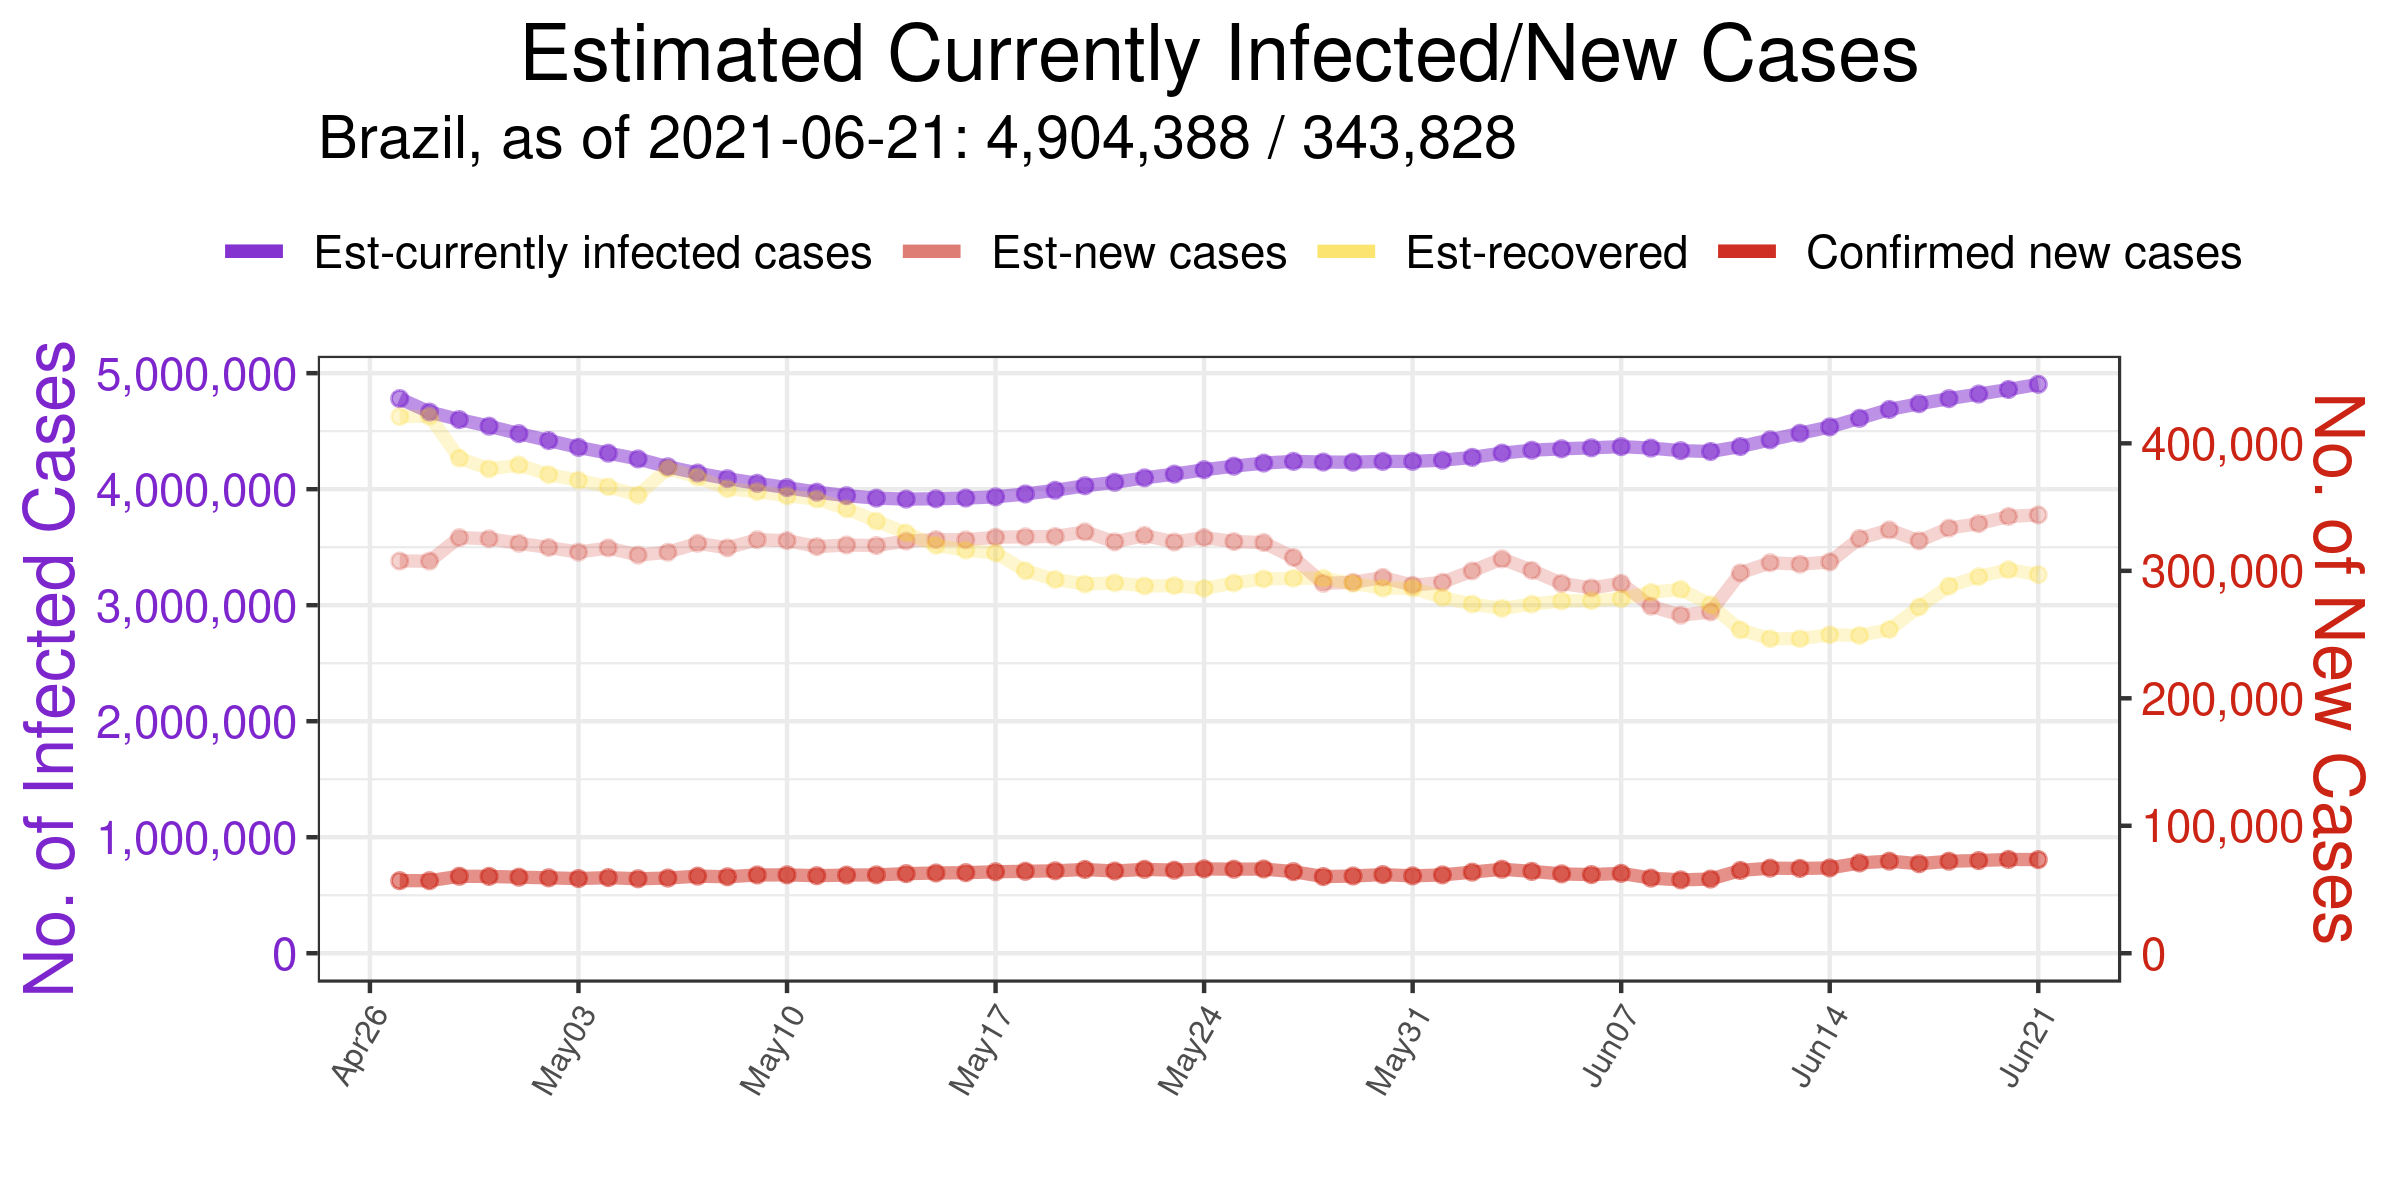 Estimated Currently Infected/New Cases
Brazil, as of 2021-06-21: 4,904,388 / 343,828
Est-currently infected cases Est-new cases Est-recovered Confirmed new cases
No. of Infected Cases
5,000,000
4,000,000
3,000,000
2,000,000
1,000,000
0
400,000
300,000
200,000
100,000
0
No. of New Cases
Apr26 May03 May10 May17 May24 May31 Jun07 Jun14 Jun21